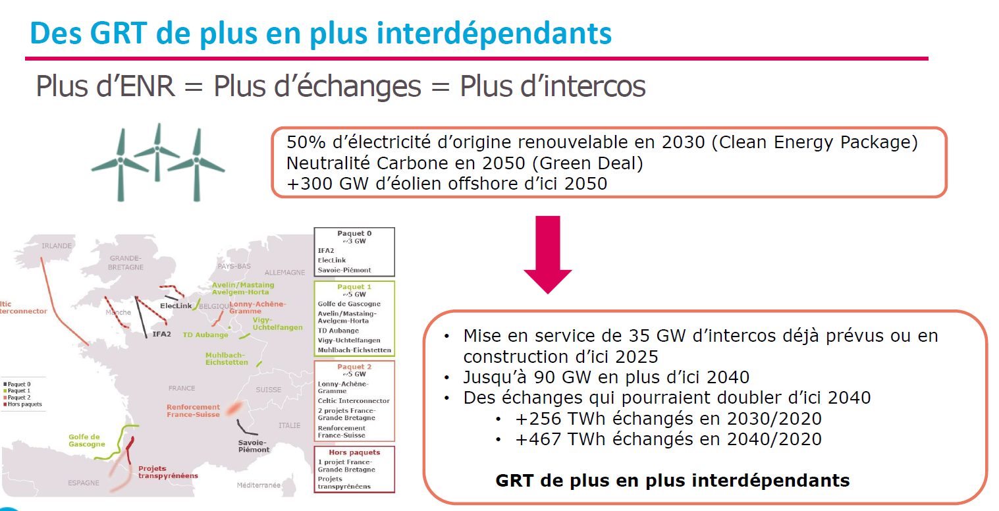 Des GRT de plus en plus interdépendants
Plus d’ENR = Plus d’échanges = Plus d’intercos
50% d’électricité d’origine renouvelable en 2030 (Clean Energy Package)
Neutralité Carbone en 2050 (Green Deal)
+300 GW d’éolien offshore d’ici 2050
IRLANDE
GRANDE-
BRETAGNE
PAYS-BAS
ALLEMAGNE
Avelin/Mastaing
Avelgem-Horta
ltic
terconnector
Manche
ElecLink
BELGIQUE
Lonny-Achêne-
Gramme
IFA2
TD Aubange
Vigy-
Uchtelfangen
Muhlbach-
Eichstetten
FRANCE
SUISSE
Renforcement
France-Suisse
ITALIE
Savoie-
Piémont
Golfe de
Gascogne
Projets
transpyrénéens
ESPAGNE
Méditerranée
Paquet 0
Paquet 1
Paquet 2
Hors paquets
Paquet 0
~3 GW
IFA2
ElecLink
Savoie-Piémont
Paquet 1
~5 GW
Golfe de Gascogne
Avelin/Mastaing-
Avelgem-Horta
TD Aubange
Vigy-Uchtelfangen
Muhlbach-Eichstetten
Paquet 2
~5 GW
Lonny-Achêne-
Gramme
Celtic Interconnector
2 projets France-
Grande Bretagne
Renforcement
France-Suisse
Hors paquets
1 projet France-
Grande Bretagne
Projets
transpyrénéens
• Mise en service de 35 GW d’intercos déjà prévus ou en
construction d’ici 2025
• Jusqu’à 90 GW en plus d’ici 2040
• Des échanges qui pourraient doubler d’ici 2040
• +256 TWh échangés en 2030/2020
• +467 TWh échangés en 2040/2020
GRT de plus en plus interdépendants